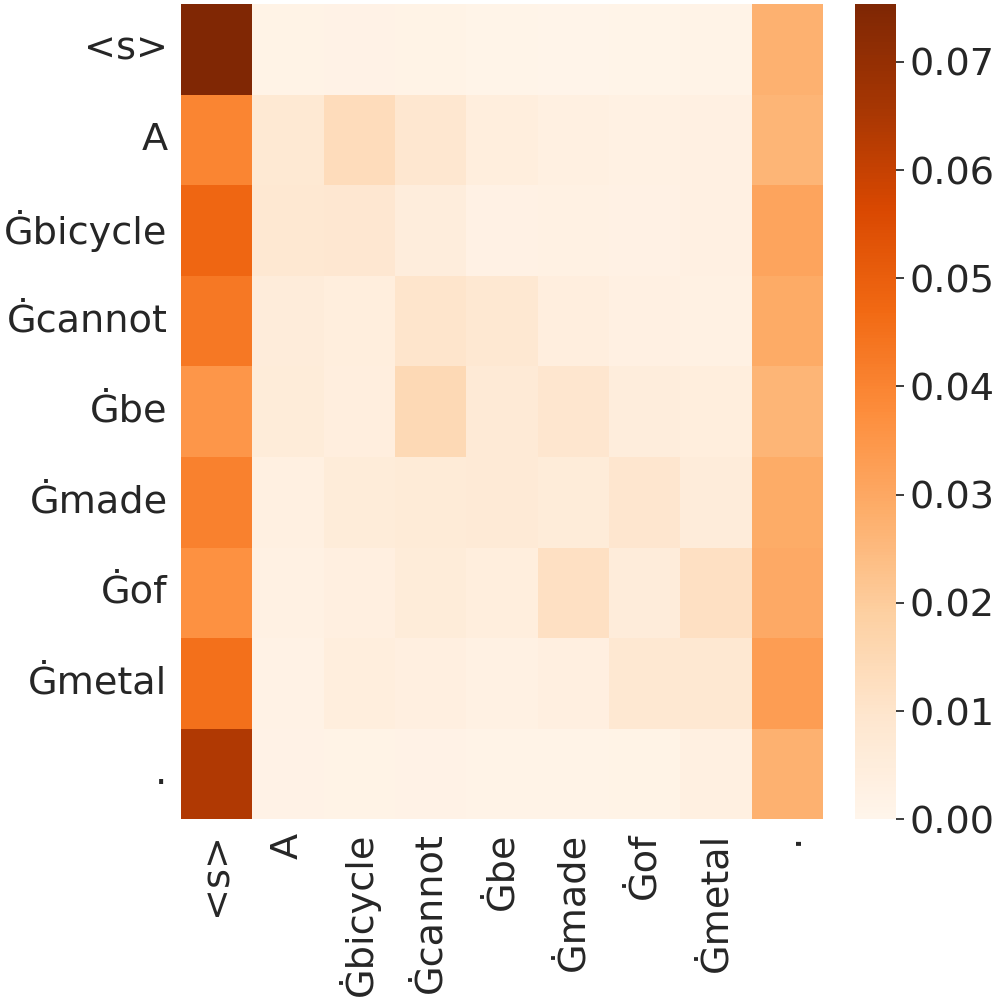 <s>
A
Ġbicycle
Ġcannot
Ġbe
Ġmade
Ġof
Ġmetal
.
<s>
A
Ġbicycle
Ġcannot
Ġbe
Ġmade
Ġof
Ġmetal
.
0.07
0.06
0.05
0.04
0.03
0.02
0.01
0.00